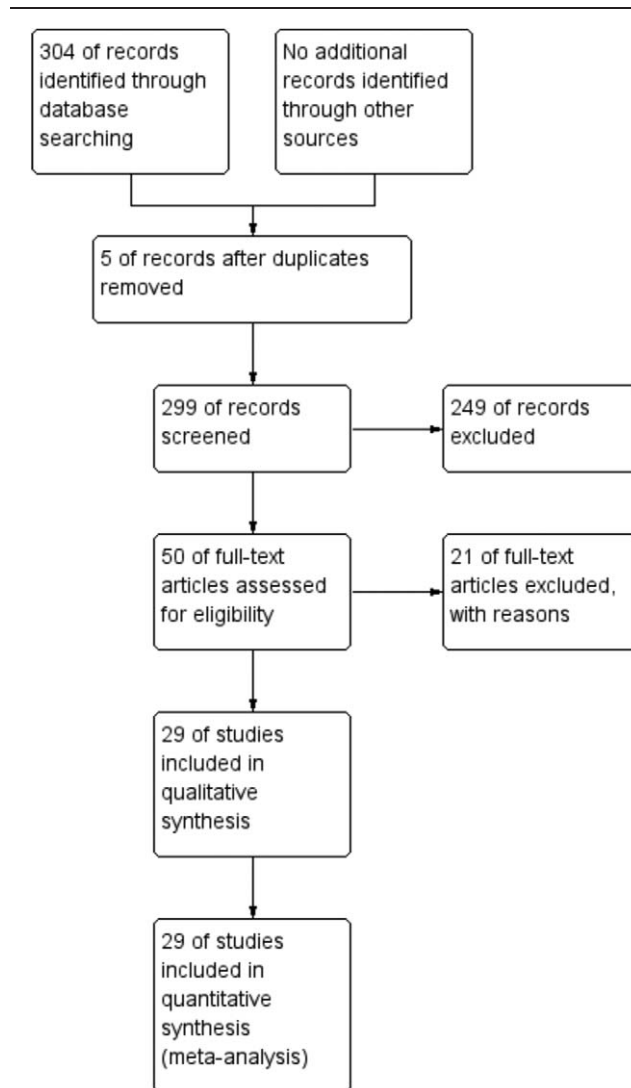 304 of records
identified through
database
searching
No additional
records identified
through other
sources
5 of records after duplicates
removed
299 of records
screened
249 of records
excluded
50 of full-text
articles assessed
for eligibility
21 of full-text
articles excluded,
with reasons
29 of studies
included in
qualitative
synthesis
29 of studies
included in
quantitative
synthesis
(meta-analysis)